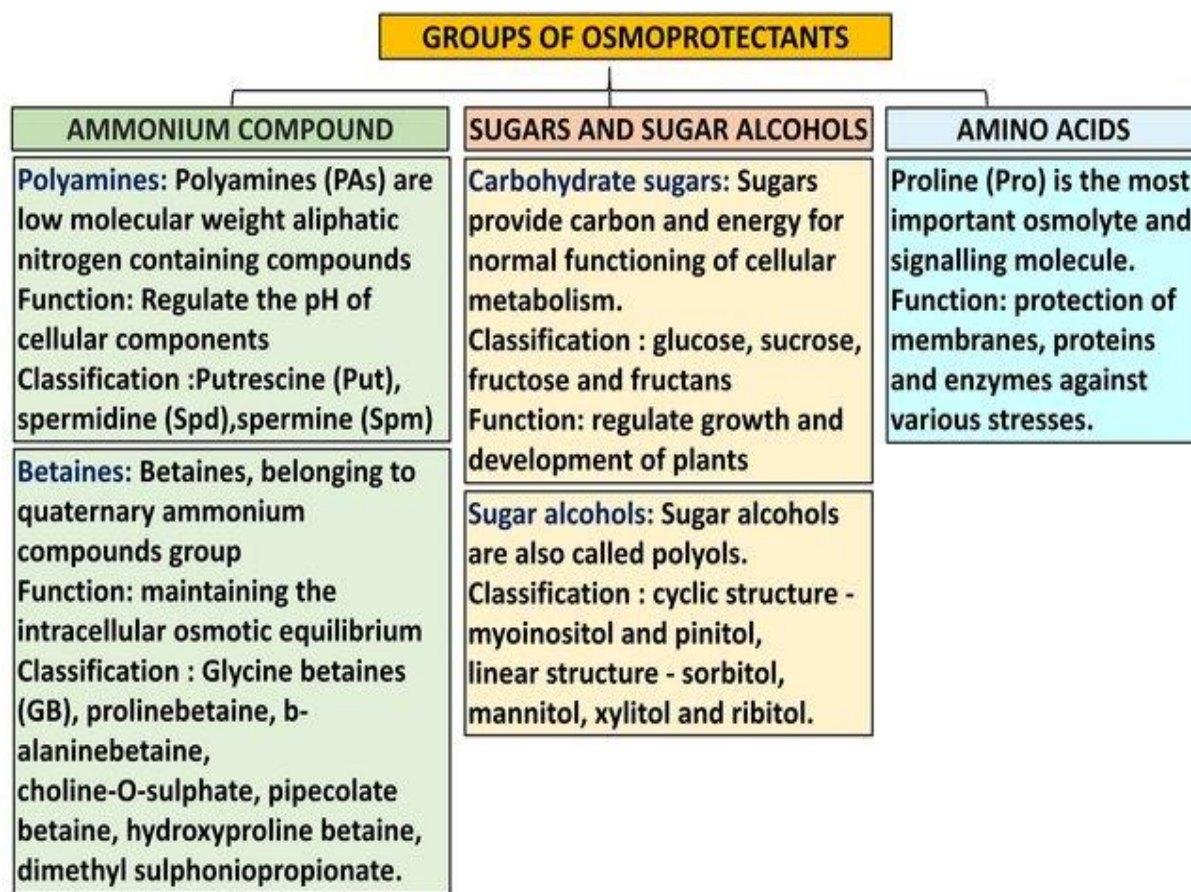 GROUPS OF OSMOPROTECTANTS
AMMONIUM COMPOUND
Polyamines: Polyamines (PAs) are
low molecular weight aliphatic
nitrogen containing compounds
Function: Regulate the pH of
cellular components
Classification :Putrescine (Put),
spermidine (Spd),spermine (Spm)
Betaines: Betaines, belonging to
quaternary ammonium
compounds group
Function: maintaining the
intracellular osmotic equilibrium
Classification : Glycine betaines
(GB), prolinebetaine, b-
alaninebetaine,
choline-O-sulphate, pipecolate
betaine, hydroxyproline betaine,
dimethyl sulphoniopropionate.
SUGARS AND SUGAR ALCOHOLS
Carbohydrate sugars: Sugars
provide carbon and energy for
normal functioning of cellular
metabolism.
Classification : glucose, sucrose,
fructose and fructans
Function: regulate growth and
development of plants
Sugar alcohols: Sugar alcohols
are also called polyols.
Classification : cyclic structure -
myoinositol and pinitol,
linear structure - sorbitol,
mannitol, xylitol and ribitol.
AMINO ACIDS
Proline (Pro) is the most
important osmolyte and
signalling molecule.
Function: protection of
membranes, proteins
and enzymes against
various stresses.